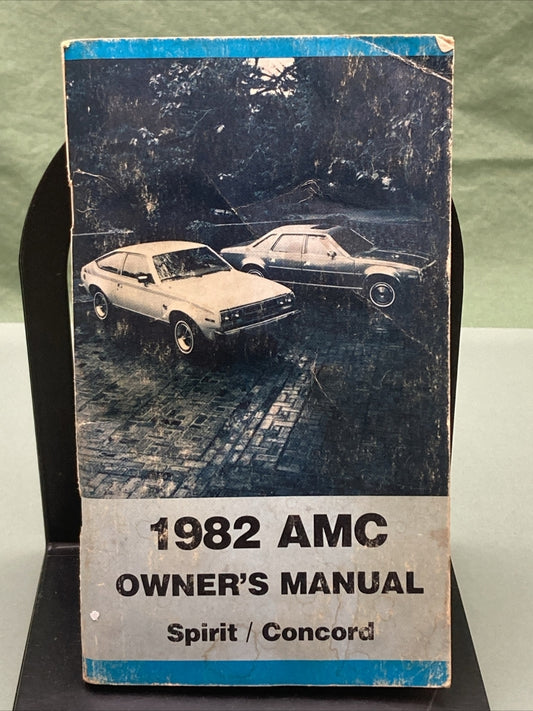 1982 AMC
OWNER'S MANUAL
Spirit / Concord